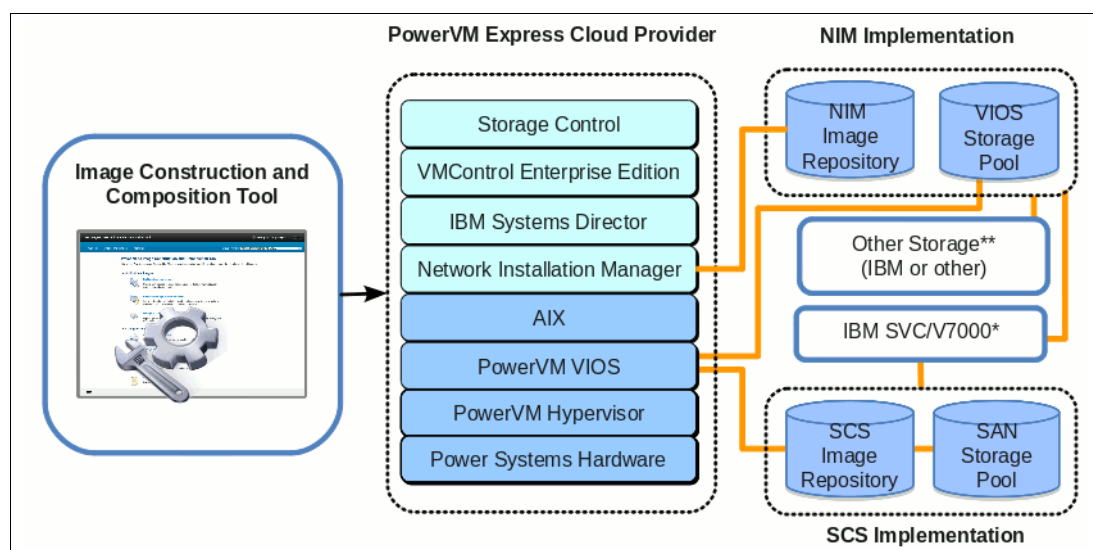 PowerVM Express Cloud Provider
NIM Implementation
Image Construction and
Composition Tool
Storage Control
VMControl Enterprise Edition
IBM Systems Director
Network Installation Manager
AIX
PowerVM VIOS
PowerVM Hypervisor
Power Systems Hardware
NIM
Image
Repository
VIOS
Storage
Pool
Other Storage**
(IBM or other)
IBM SVC/V7000*
SCS
Image
Repository
SAN
Storage
Pool
SCS Implementation